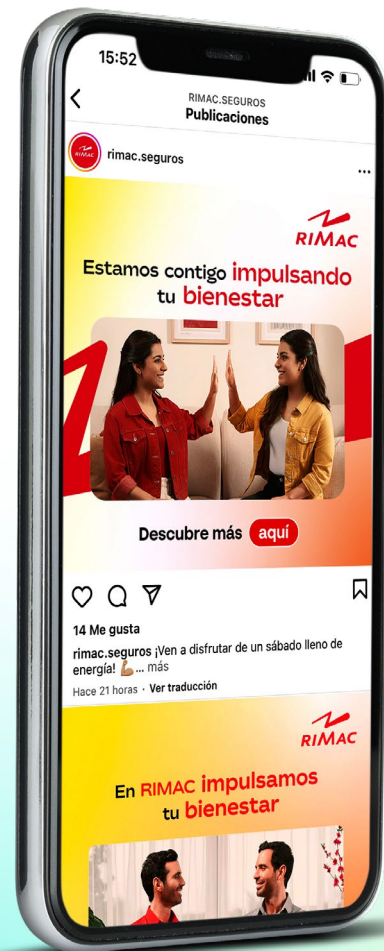 15:52
RIMAC.SEGUROS
Publicaciones
RIMAC
rimac.seguros
RIMAC
Estamos contigo impulsando
tu bienestar
Descubre más aquí
14 Me gusta
rimac.seguros ¡Ven a disfrutar de un sábado lleno de
energía! 💪🏽... más
Hace 21 horas · Ver traducción
RIMAC
En RIMAC impulsamos
tu bienestar